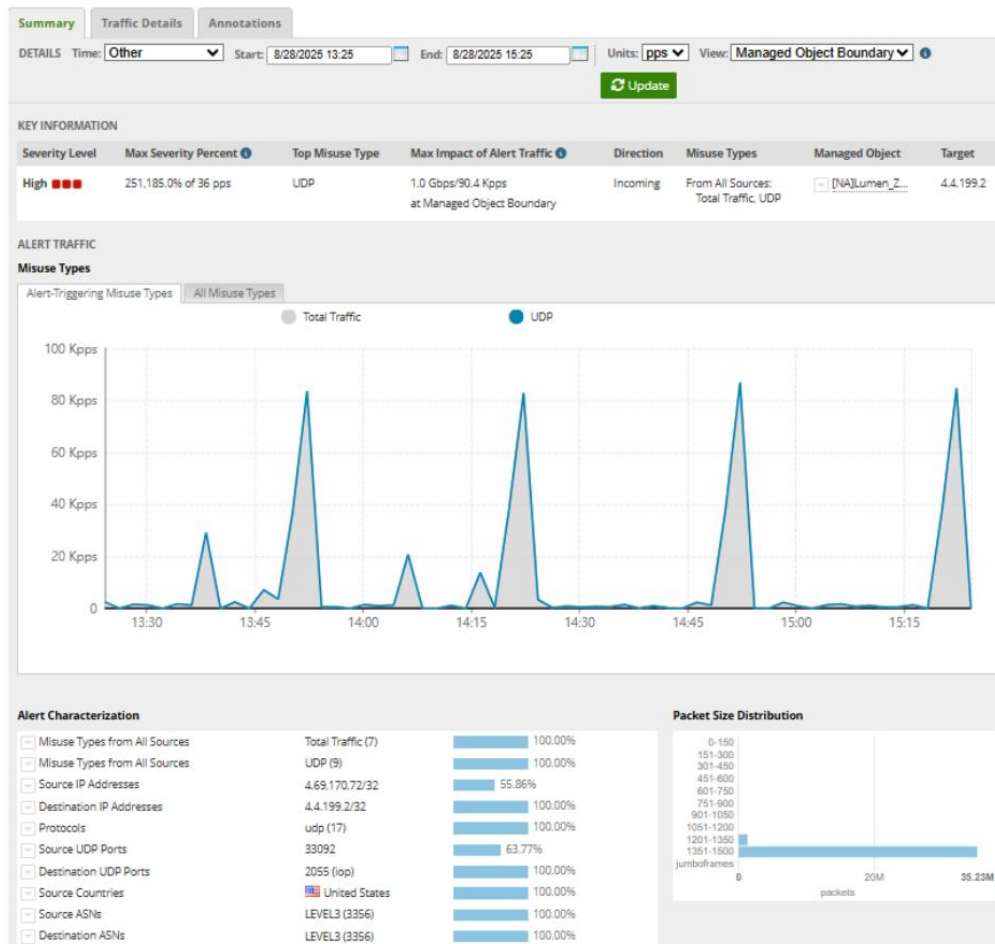 Summary Traffic Details Annotations
DETAILS Time: Other Start: 8/28/2025 13:25 End: 8/28/2025 15:25 Units: pps View: Managed Object Boundary
Update
KEY INFORMATION
Severity Level Max Severity Percent Top Misuse Type Max Impact of Alert Traffic Direction Misuse Types Managed Object Target
High 251,185.0% of 36 pps UDP 1.0 Gbps/90.4 Kpps Incoming From All Sources: [NA]Lumen_Z... 4.4.199.2
at Managed Object Boundary Total Traffic, UDP
ALERT TRAFFIC
Misuse Types
Alert-Triggering Misuse Types All Misuse Types
Total Traffic UDP
100 Kpps
80 Kpps
60 Kpps
40 Kpps
20 Kpps
0
13:30 13:45 14:00 14:15 14:30 14:45 15:00 15:15
Alert Characterization
Misuse Types from All Sources Total Traffic (7) 100.00%
Misuse Types from All Sources UDP (9) 100.00%
Source IP Addresses 4.69.170.72/32 55.86%
Destination IP Addresses 4.4.199.2/32 100.00%
Protocols udp (17) 100.00%
Source UDP Ports 33092 63.77%
Destination UDP Ports 2055 (iop) 100.00%
Source Countries United States 100.00%
Source ASNs LEVEL3 (3356) 100.00%
Destination ASNs LEVEL3 (3356) 100.00%
Packet Size Distribution
0-150
151-300
301-450
451-600
601-750
751-900
901-1050
1051-1200
1201-1350
1351-1500
jumboframes
0 20M 35.23M
packets